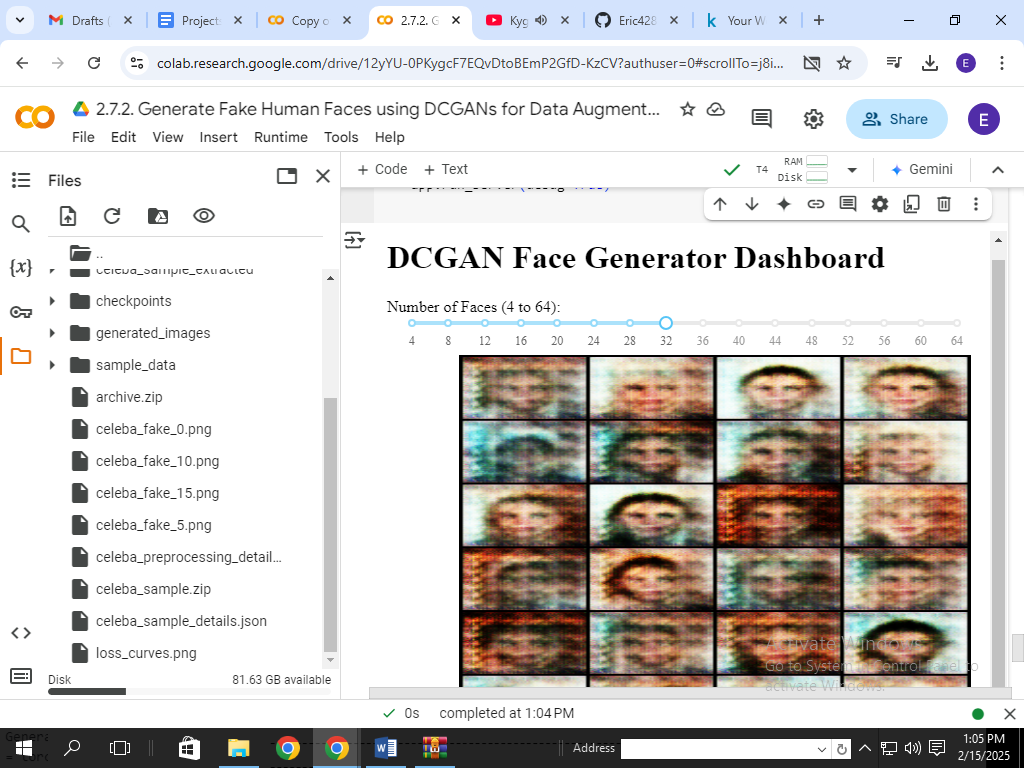 Drafts (
Project
Copy o
2.7.2. G
Kyg
Eric428
Your W
colab.research.google.com/drive/12yYU-0PKygcF7EQvDtoBEmP2GfD-KzCV?authuser=0#scrollTo=j8i...
E
2.7.2. Generate Fake Human Faces using DCGANs for Data Augment...
File Edit View Insert Runtime Tools Help
Share
E
Files
+ Code + Text
T4
RAM
Disk
Gemini
{x}
..
celeba_sample_extracted
checkpoints
generated_images
sample_data
archive.zip
celeba_fake_0.png
celeba_fake_10.png
celeba_fake_15.png
celeba_fake_5.png
celeba_preprocessing_detail...
celeba_sample.zip
celeba_sample_details.json
loss_curves.png
Disk 81.63 GB available
DCGAN Face Generator Dashboard
Number of Faces (4 to 64):
4 8 12 16 20 24 28 32 36 40 44 48 52 56 60 64
Activate Windows
Go to System in Control Panel to
activate Windows.
0s completed at 1:04 PM
Address
1:05 PM
2/15/2025